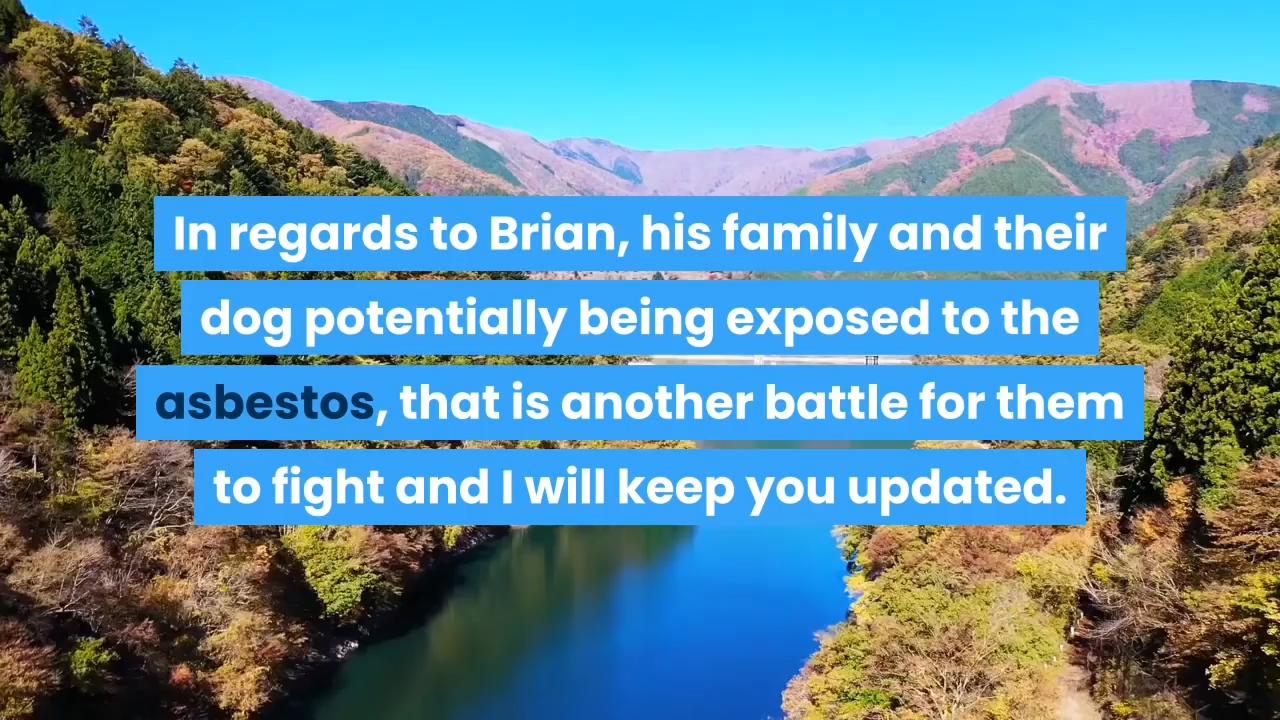 In regards to Brian, his family and their
dog potentially being exposed to the
asbestos, that is another battle for them
to fight and I will keep you updated.